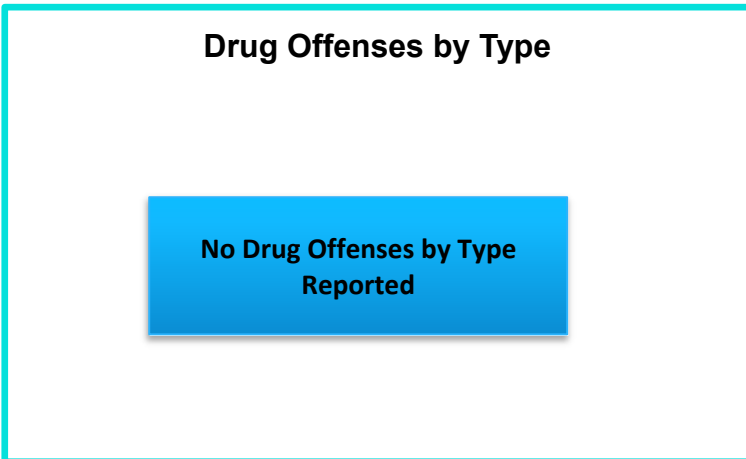 Drug Offenses by Type
No Drug Offenses by Type
Reported